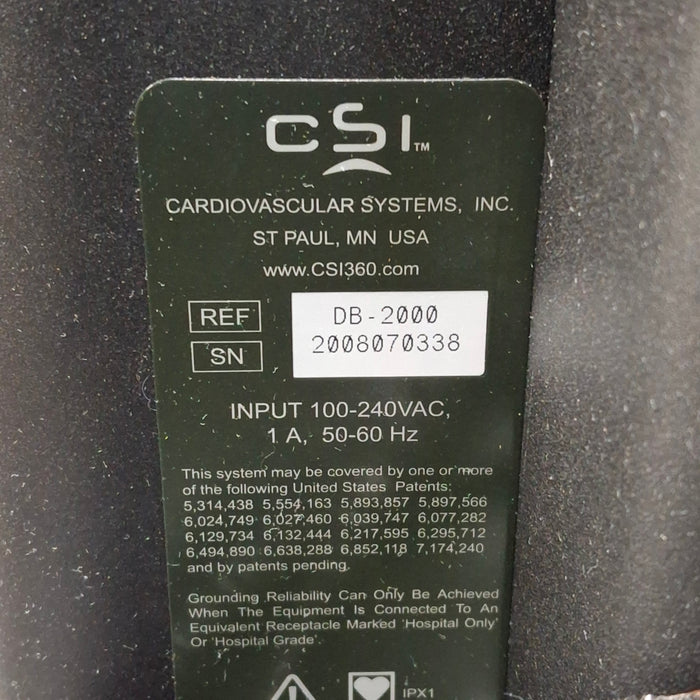 CSI™
CARDIOVASCULAR SYSTEMS, INC.
ST PAUL, MN USA
www.CSI360.com
REF DB-2000
SN 2008070338
INPUT 100-240VAC,
1 A, 50-60 Hz
This system may be covered by one or more
of the following United States Patents:
5,314,438 5,554,163 5,893,857 5,897,566
6,024,749 6,027,460 6,039,747 6,077,282
6,129,734 6,132,444 6,217,595 6,295,712
6,494,890 6,638,288 6,852,118 7,174,240
and by patents pending.
Grounding Reliability Can Only Be Achieved
When The Equipment Is Connected To An
Equivalent Receptacle Marked 'Hospital Only'
Or 'Hospital Grade'.
IPX1